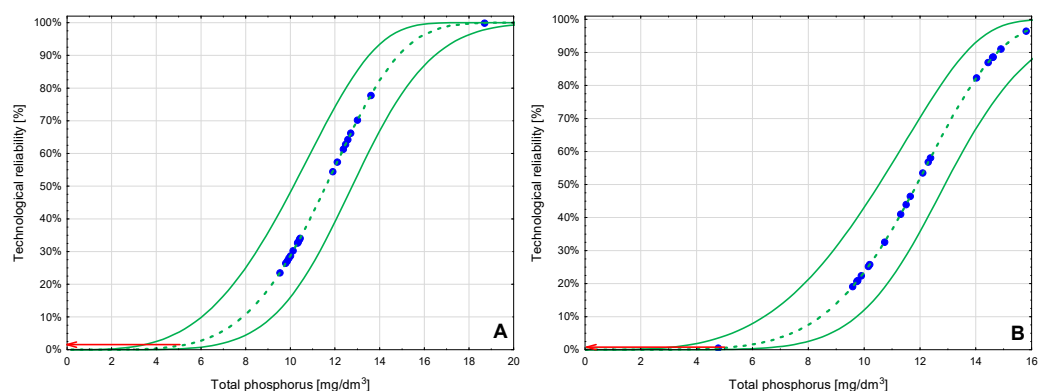 100%
90%
80%
70%
60%
50%
40%
30%
20%
10%
0%
Technological reliability [%]
0 2 4 6 8 10 12 14 16 18 20
Total phosphorus [mg/dm³]
A
100%
90%
80%
70%
60%
50%
40%
30%
20%
10%
0%
Technological reliability [%]
0 2 4 6 8 10 12 14 16
Total phosphorus [mg/dm³]
B